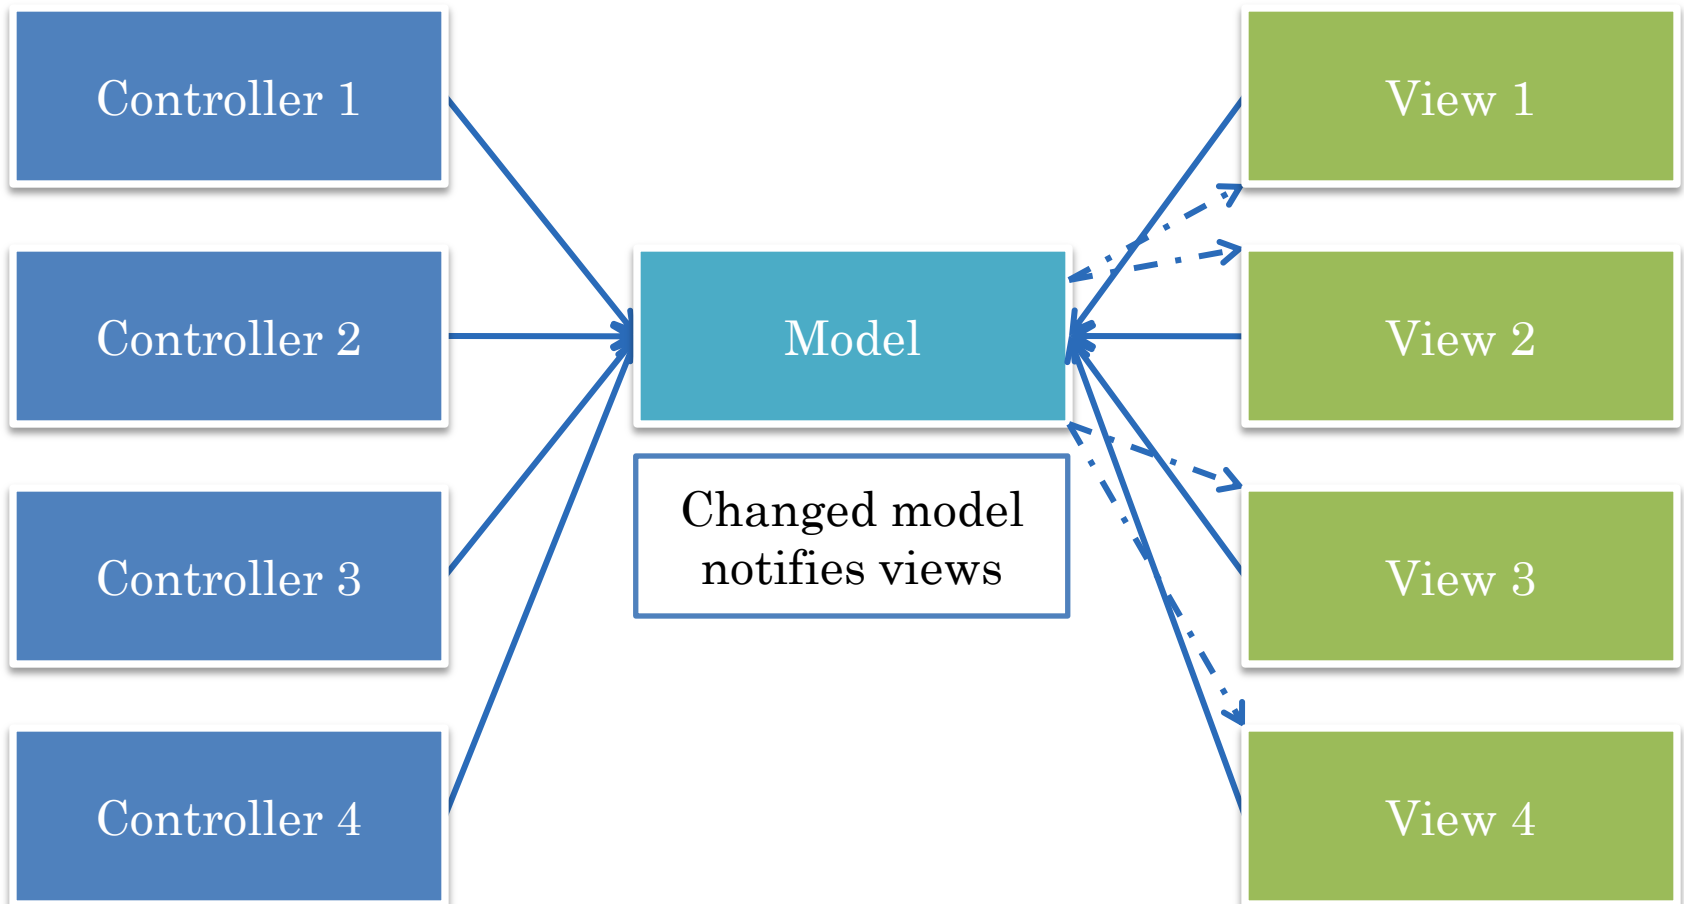 Controller 1
View 1
Controller 2
Model
View 2
Changed model
notifies views
Controller 3
View 3
Controller 4
View 4